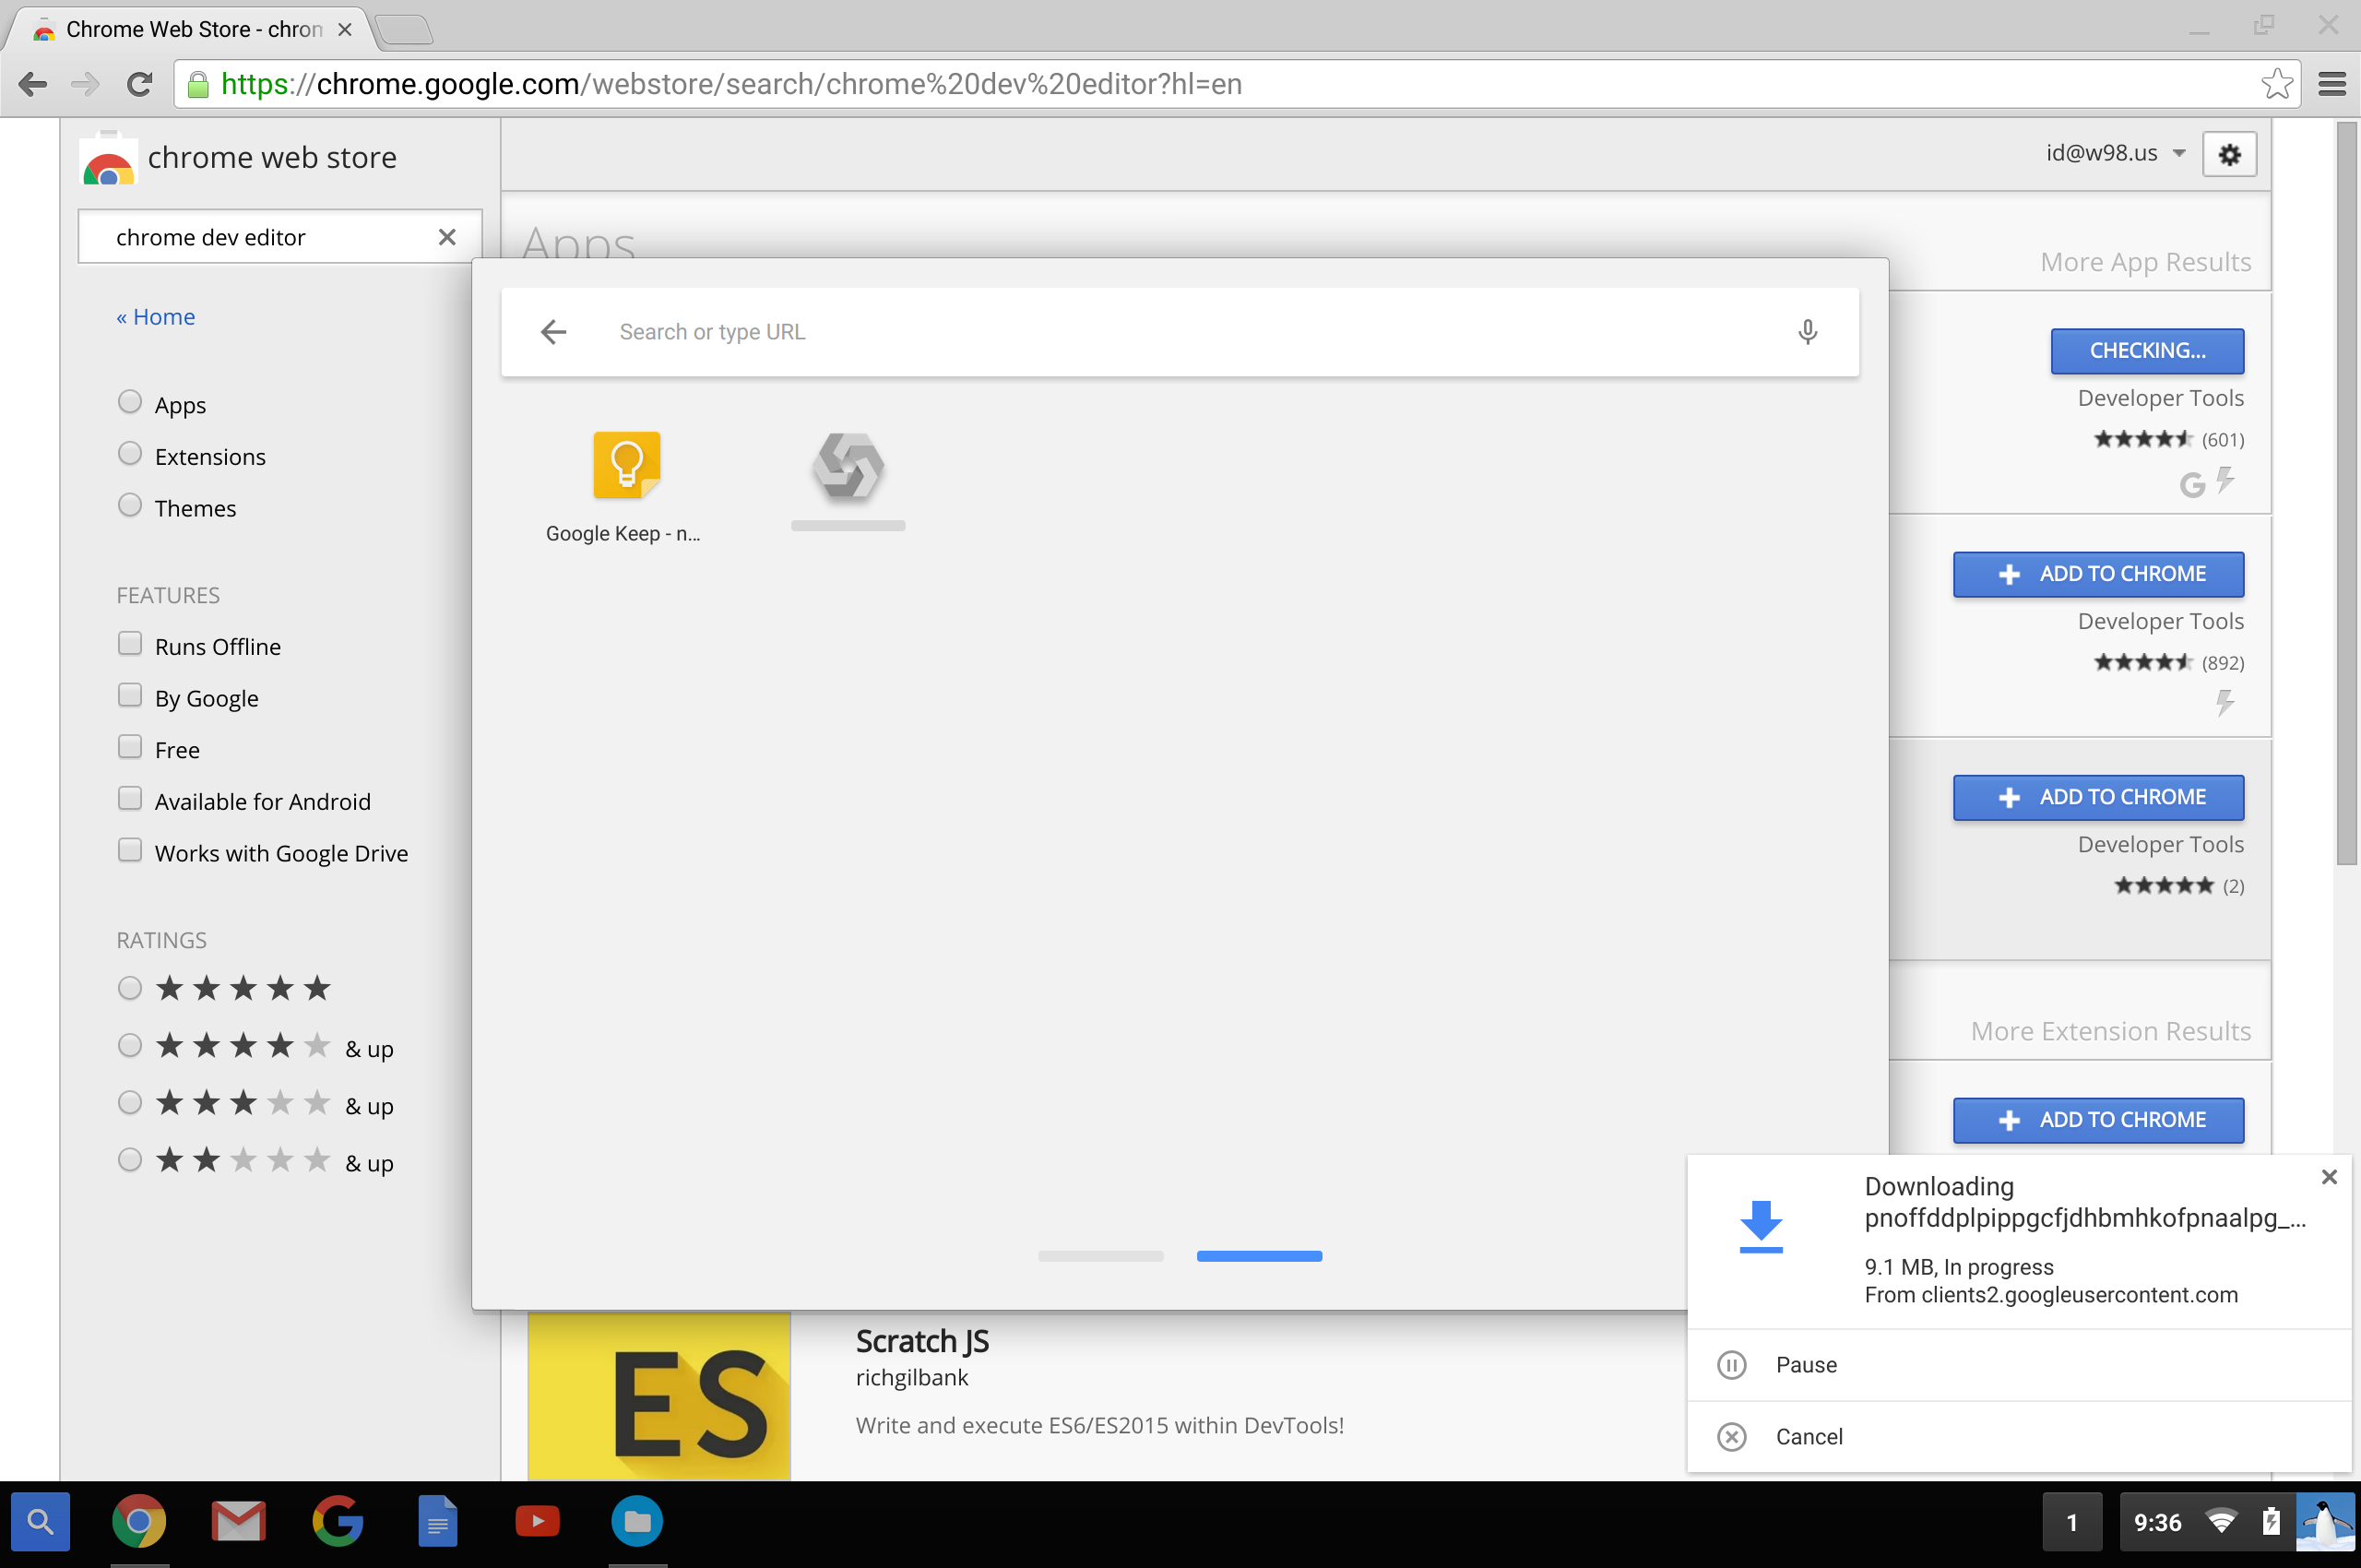 Chrome Web Store - chron
https://chrome.google.com/webstore/search/chrome%20dev%20editor?hl=en
chrome web store
id@w98.us
chrome dev editor
Apps
More App Results
« Home
Search or type URL
CHECKING...
Developer Tools
(601)
Apps
Extensions
Themes
Google Keep - n...
ADD TO CHROME
Developer Tools
(892)
FEATURES
Runs Offline
By Google
Free
Available for Android
Works with Google Drive
ADD TO CHROME
Developer Tools
(2)
RATINGS
& up
& up
& up
More Extension Results
ADD TO CHROME
Downloading
pnoffddplpippgcfjdhbmhkofpnaalpg_...
9.1 MB, In progress
From clients2.googleusercontent.com
Pause
Cancel
ES
Scratch JS
richgilbank
Write and execute ES6/ES2015 within DevTools!
1
9:36